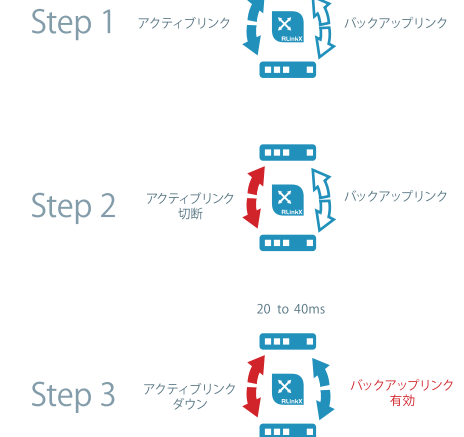 Step 1
アクティブリンク
RLinkX
バックアップリンク
Step 2
アクティブリンク
切断
RLinkX
バックアップリンク
20 to 40ms
Step 3
アクティブリンク
ダウン
RLinkX
バックアップリンク
有効